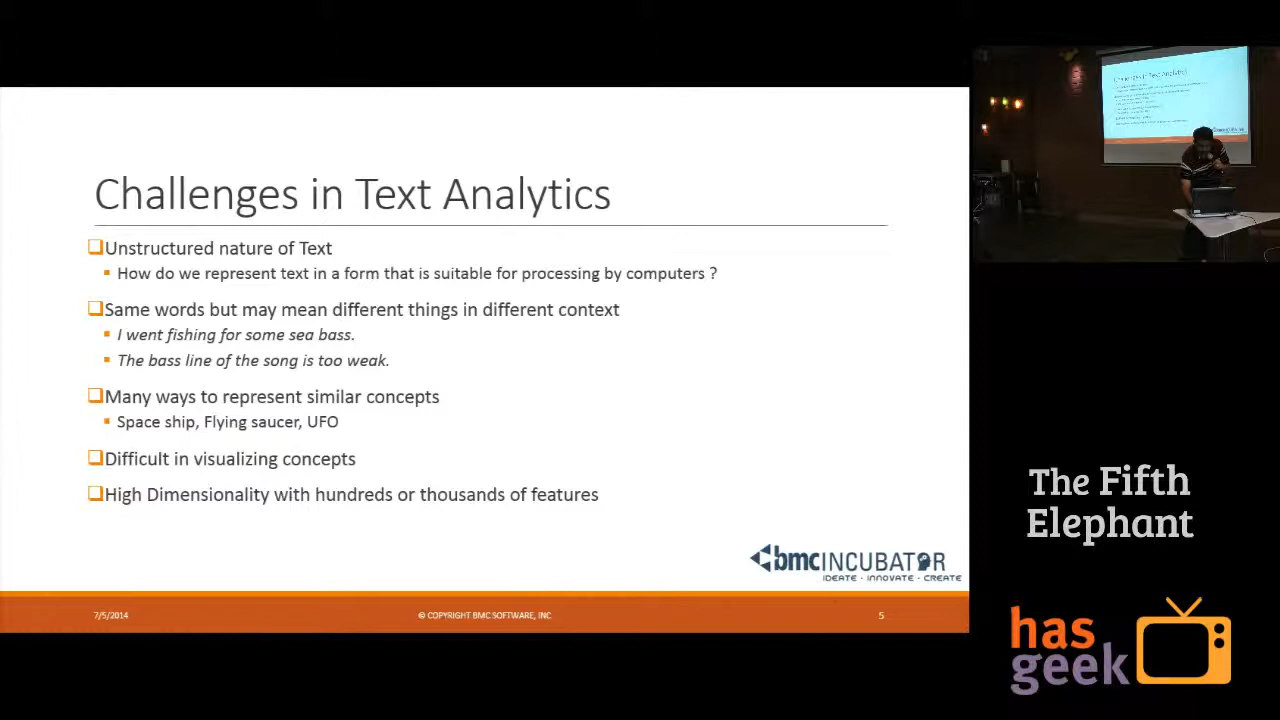 Challenges in Text Analytics
Unstructured nature of Text
How do we represent text in a form that is suitable for processing by computers ?
Same words but may mean different things in different context
I went fishing for some sea bass.
The bass line of the song is too weak.
Many ways to represent similar concepts
Space ship, Flying saucer, UFO
Difficult in visualizing concepts
High Dimensionality with hundreds or thousands of features
bmcINCUBATOR
IDEATE · INNOVATE · CREATE
7/5/2014
© COPYRIGHT BMC SOFTWARE, INC
5
Challenges in Text Analytics
The Fifth
Elephant
has
geek